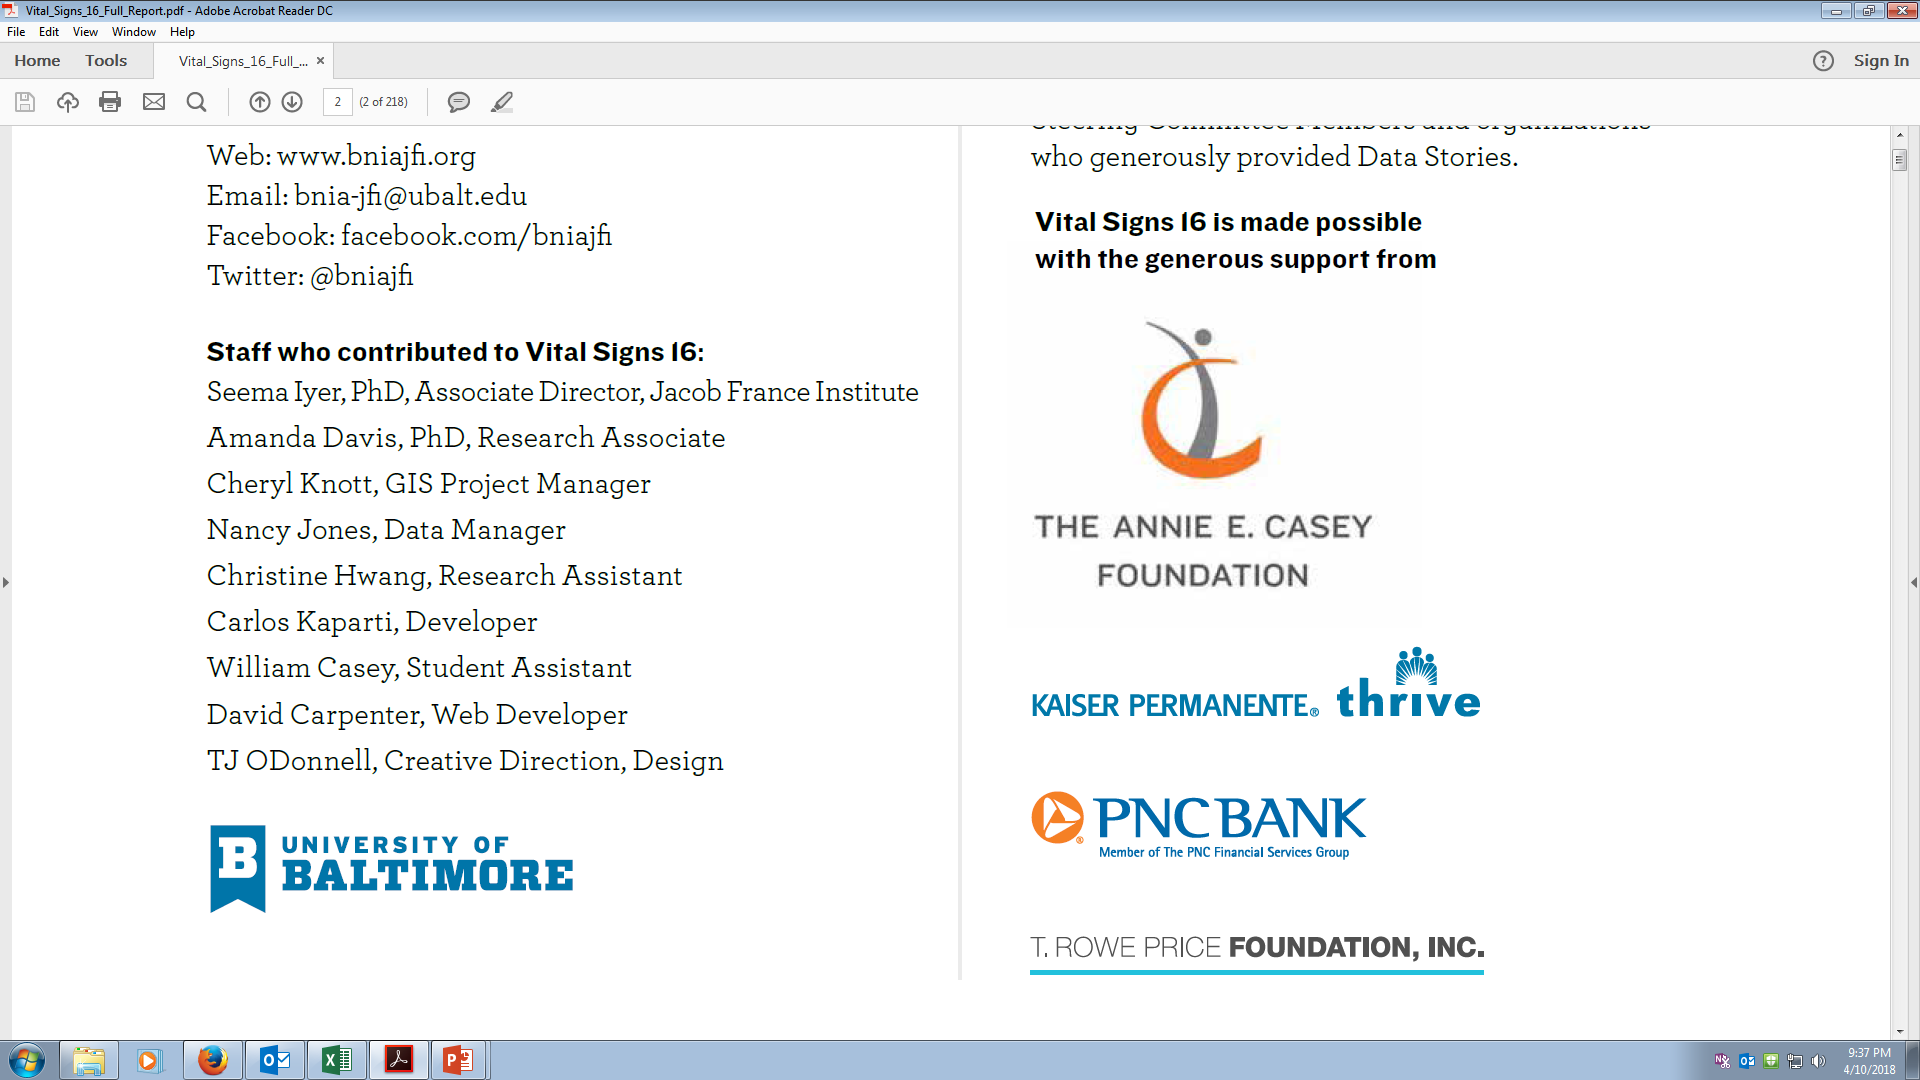 Vital_Signs_16_Full_Report.pdf - Adobe Acrobat Reader DC
File Edit View Window Help
Home Tools Vital_Signs_16_Full_... × ? Sign In
2 (2 of 218)
Web: www.bniajfi.org
Email: bnia-jfi@ubalt.edu
Facebook: facebook.com/bniajfi
Twitter: @bniajfi
Staff who contributed to Vital Signs 16:
Seema Iyer, PhD, Associate Director, Jacob France Institute
Amanda Davis, PhD, Research Associate
Cheryl Knott, GIS Project Manager
Nancy Jones, Data Manager
Christine Hwang, Research Assistant
Carlos Kaparti, Developer
William Casey, Student Assistant
David Carpenter, Web Developer
TJ ODonnell, Creative Direction, Design
B
UNIVERSITY OF
BALTIMORE
Steering Committee Members and organizations
who generously provided Data Stories.
Vital Signs 16 is made possible
with the generous support from
THE ANNIE E. CASEY
FOUNDATION
KAISER PERMANENTE® thrive
PNC BANK
Member of The PNC Financial Services Group
T. ROWE PRICE FOUNDATION, INC.
9:37 PM
4/10/2018